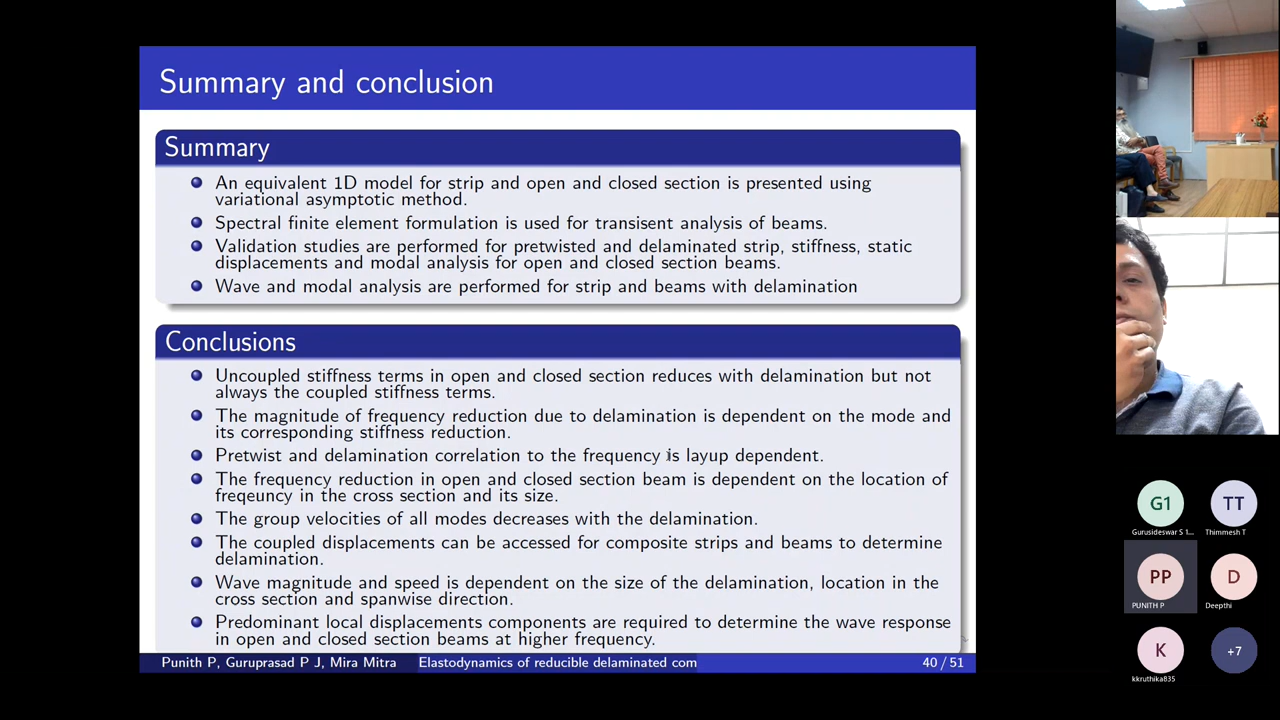 Summary and conclusion
Summary
An equivalent 1D model for strip and open and closed section is presented using
variational asymptotic method.
Spectral finite element formulation is used for transisent analysis of beams.
Validation studies are performed for pretwisted and delaminated strip, stiffness, static
displacements and modal analysis for open and closed section beams.
Wave and modal analysis are performed for strip and beams with delamination
Conclusions
Uncoupled stiffness terms in open and closed section reduces with delamination but not
always the coupled stiffness terms.
The magnitude of frequency reduction due to delamination is dependent on the mode and
its corresponding stiffness reduction.
Pretwist and delamination correlation to the frequency is layup dependent.
The frequency reduction in open and closed section beam is dependent on the location of
freqeuncy in the cross section and its size.
The group velocities of all modes decreases with the delamination.
The coupled displacements can be accessed for composite strips and beams to determine
delamination.
Wave magnitude and speed is dependent on the size of the delamination, location in the
cross section and spanwise direction.
Predominant local displacements components are required to determine the wave response
in open and closed section beams at higher frequency.
Punith P, Guruprasad P J, Mira Mitra
Elastodynamics of reducible delaminated com
40 / 51
G1
Gurusideswar S 1...
TT
Thimmesh T
PP
PUNITH P
D
Deepthi
K
kkruthika835
+7